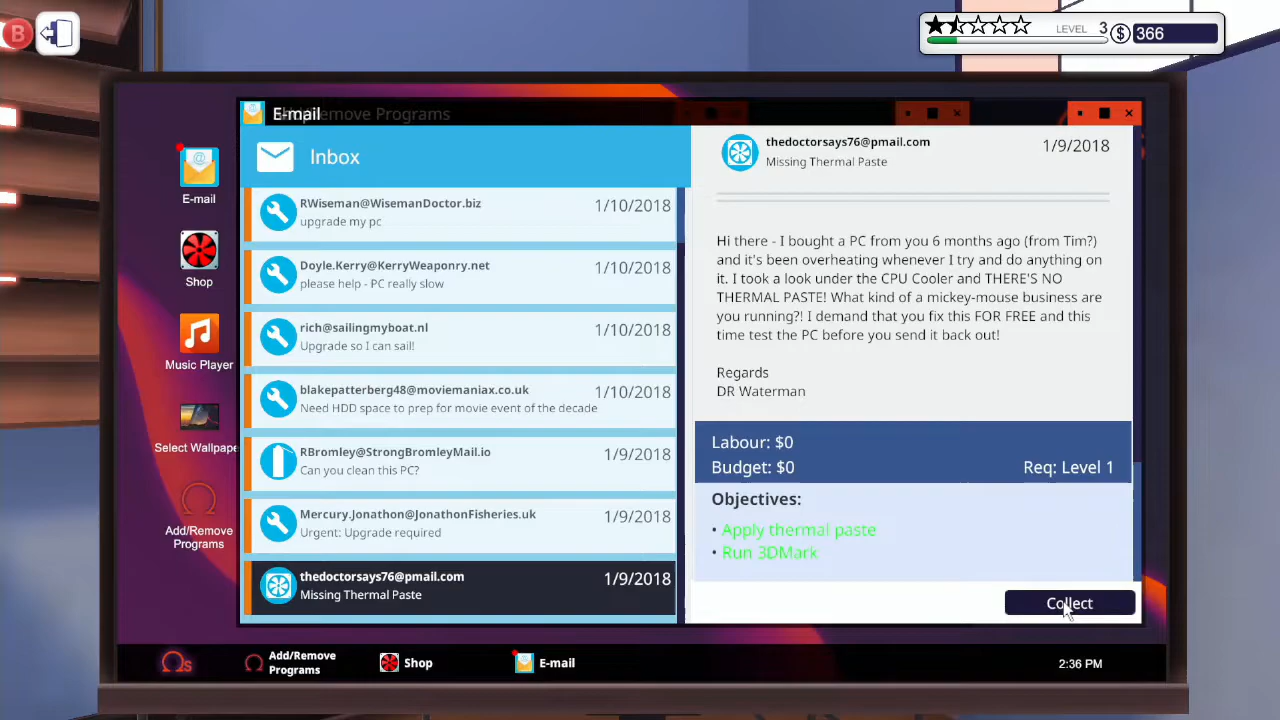 B
LEVEL 3
$ 366
E-mail
Inbox
RWiseman@WisemanDoctor.biz 1/10/2018
upgrade my pc
Doyle.Kerry@KerryWeaponry.net 1/10/2018
please help - PC really slow
rich@sailingmyboat.nl 1/10/2018
Upgrade so I can sail!
blakepatterberg48@moviemaniax.co.uk 1/10/2018
Need HDD space to prep for movie event of the decade
RBromley@StrongBromleyMail.io 1/9/2018
Can you clean this PC?
Mercury.Jonathon@JonathonFisheries.uk 1/9/2018
Urgent: Upgrade required
thedoctorsays76@pmail.com 1/9/2018
Missing Thermal Paste
thedoctorsays76@pmail.com 1/9/2018
Missing Thermal Paste
Hi there - I bought a PC from you 6 months ago (from Tim?)
and it's been overheating whenever I try and do anything on
it. I took a look under the CPU Cooler and THERE'S NO
THERMAL PASTE! What kind of a mickey-mouse business are
you running?! I demand that you fix this FOR FREE and this
time test the PC before you send it back out!
Regards
DR Waterman
Labour: $0
Budget: $0 Req: Level 1
Objectives:
• Apply thermal paste
• Run 3DMark
Collect
E-mail
Shop
Music Player
Select Wallpape
Add/Remove
Programs
Ωs
Add/Remove
Programs
Shop
E-mail
2:36 PM